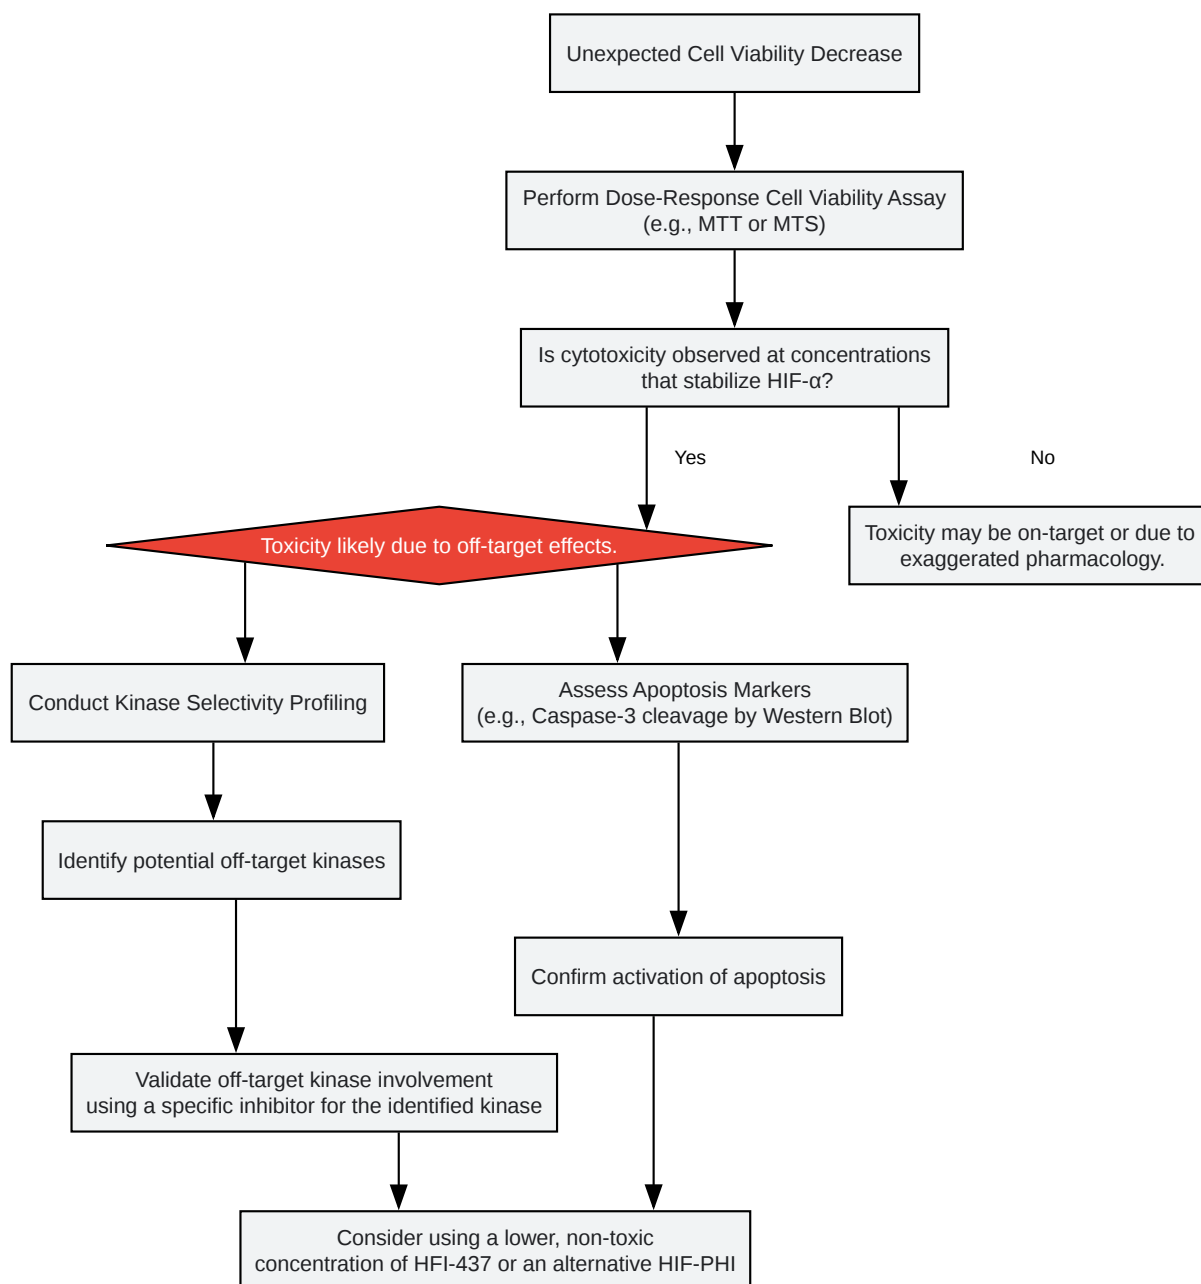 Unexpected Cell Viability Decrease
Perform Dose-Response Cell Viability Assay
(e.g., MTT or MTS)
Is cytotoxicity observed at concentrations
that stabilize HIF-α?
Yes
No
Toxicity likely due to off-target effects.
Toxicity may be on-target or due to
exaggerated pharmacology.
Conduct Kinase Selectivity Profiling
Assess Apoptosis Markers
(e.g., Caspase-3 cleavage by Western Blot)
Identify potential off-target kinases
Confirm activation of apoptosis
Validate off-target kinase involvement
using a specific inhibitor for the identified kinase
Consider using a lower, non-toxic
concentration of HFI-437 or an alternative HIF-PHI